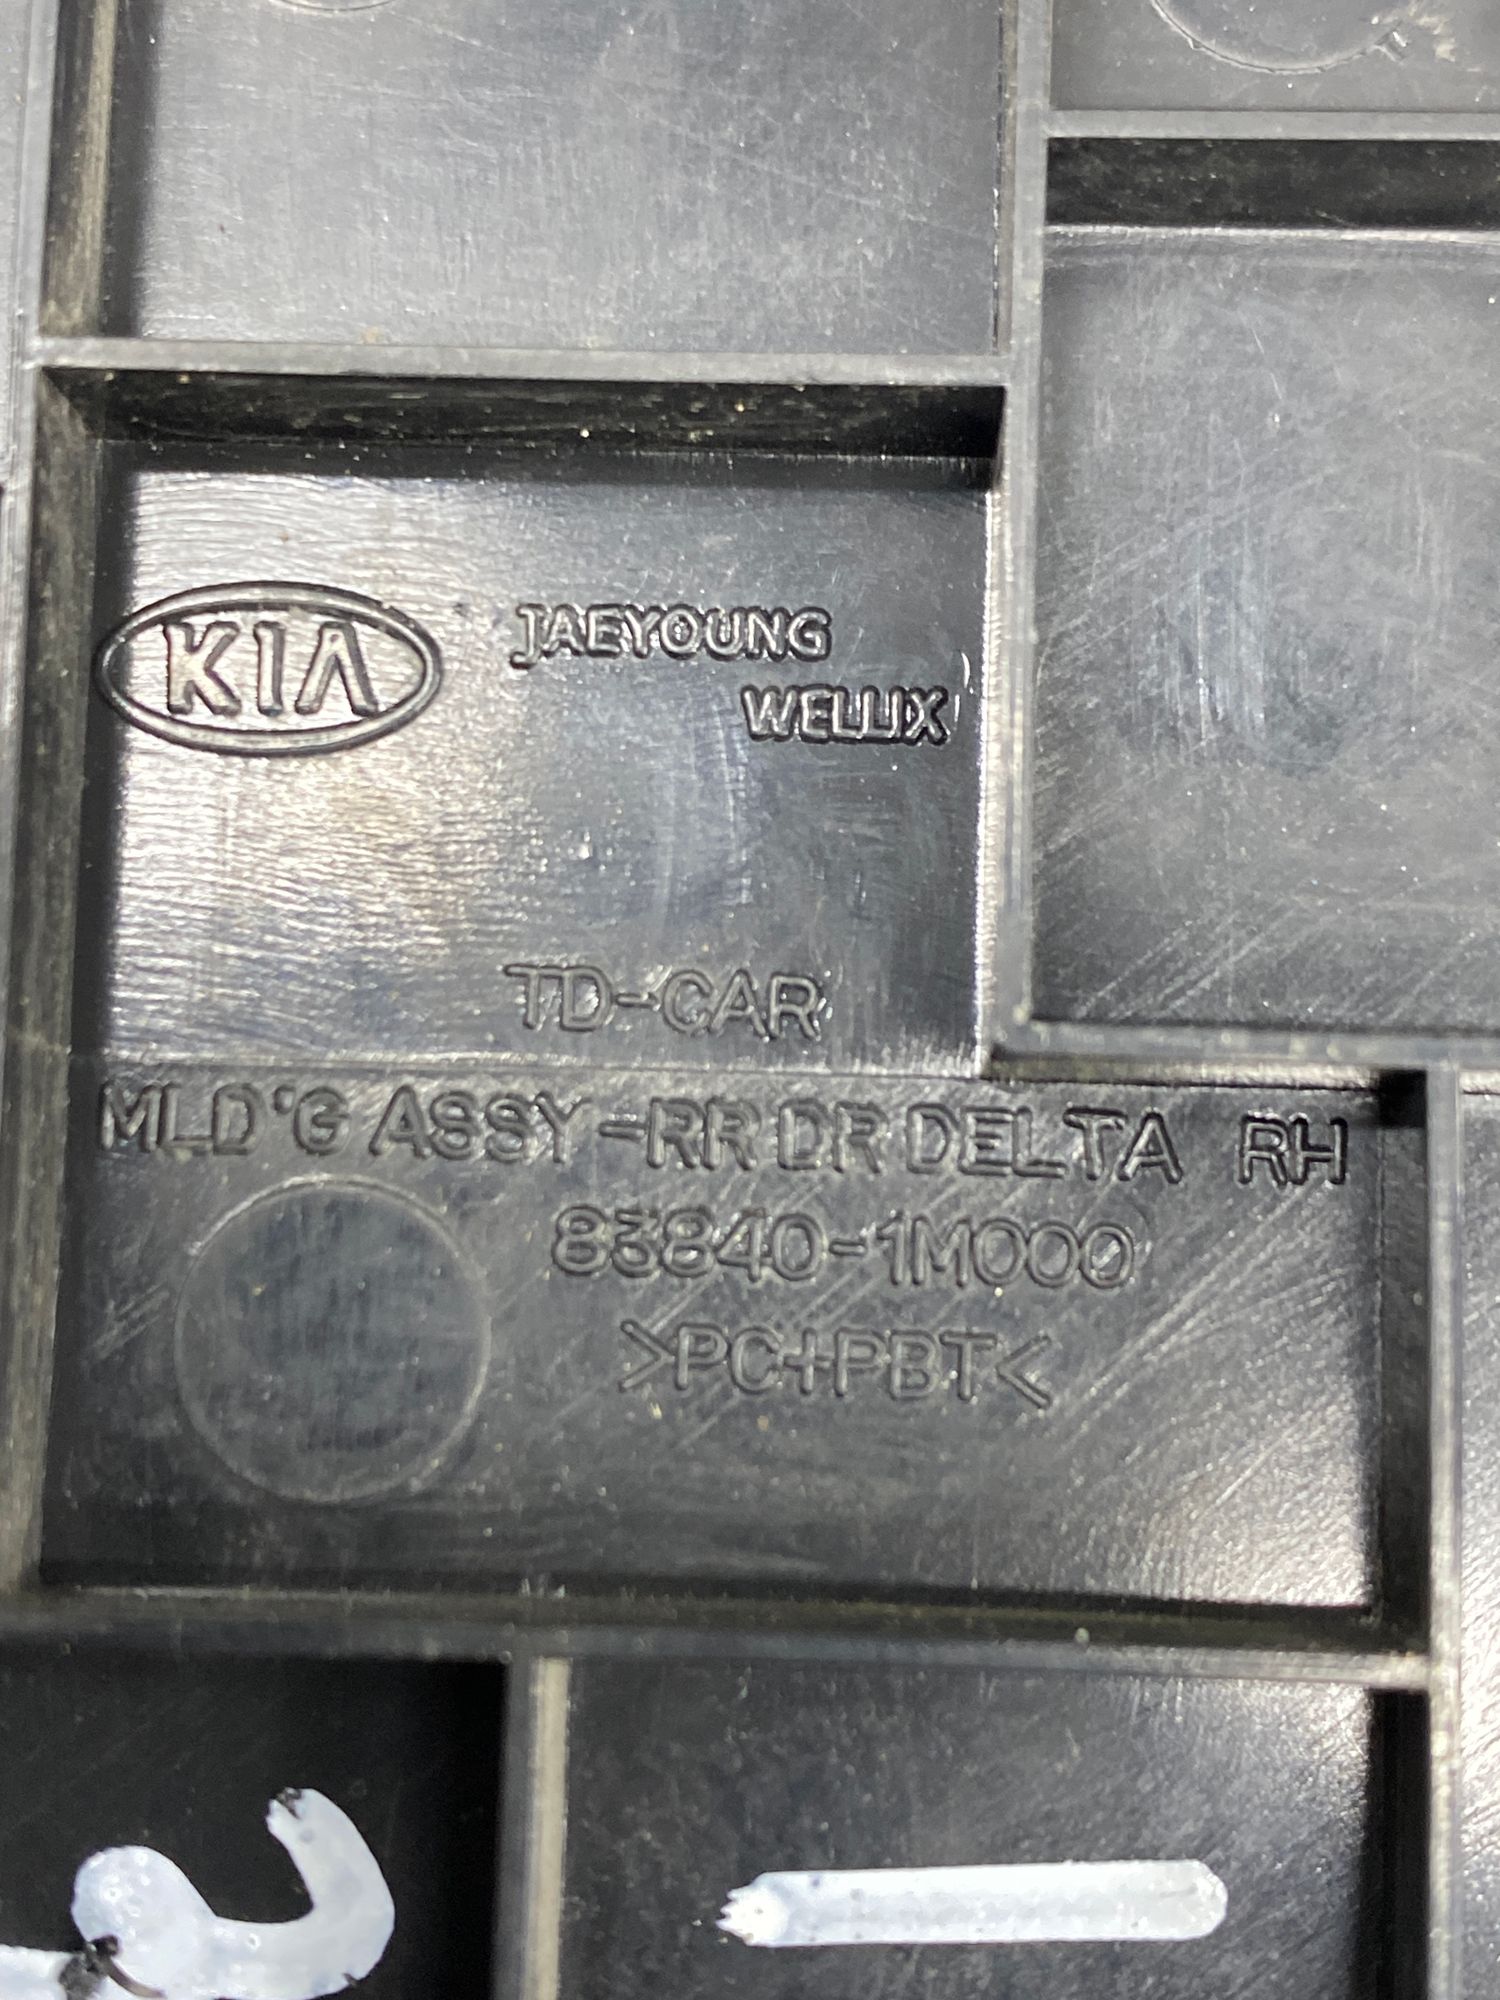 KIA
JAEYOUNG
WELLIX
TD-CAR
MLD'G ASSY-RR DR DELTA RH
83840-1M000
>PC+PBT<